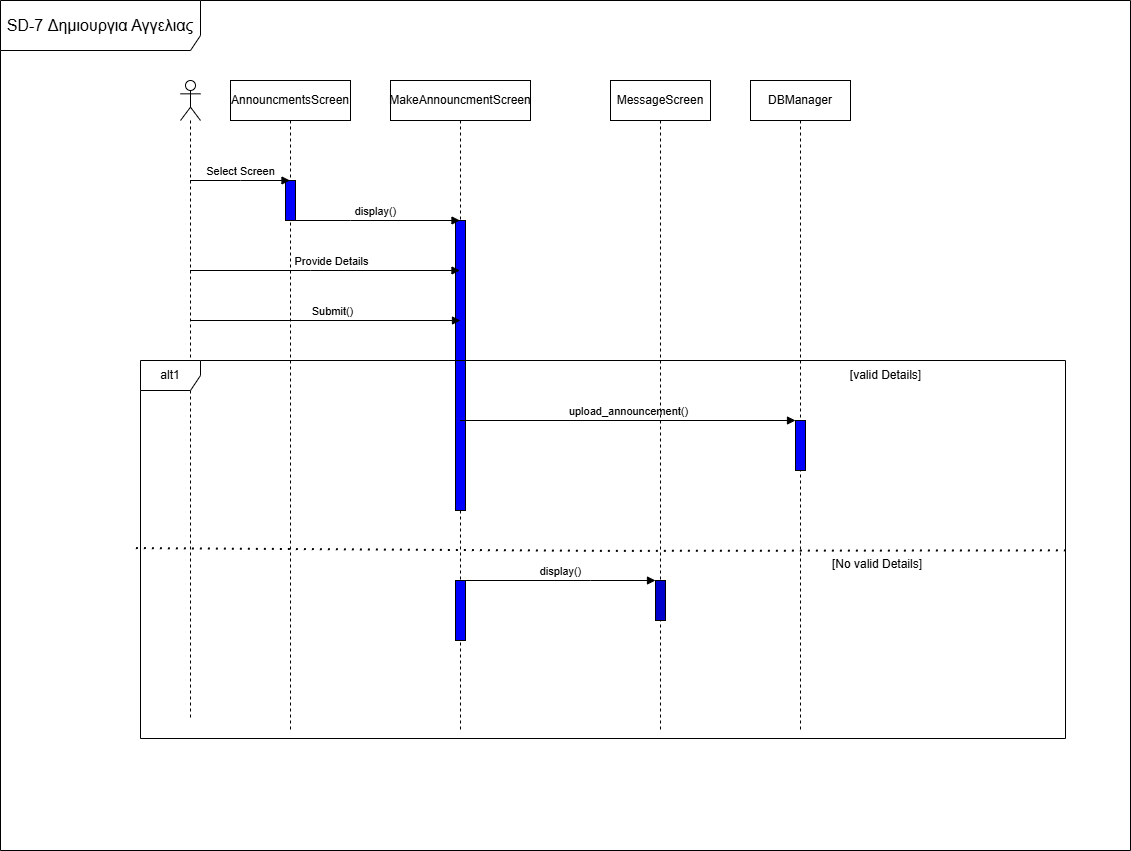 SD-7 Δημιουργια Αγγελιας
AnnouncmentsScreen
MakeAnnouncmentScreen
MessageScreen
DBManager
Select Screen
display()
Provide Details
Submit()
alt1
[valid Details]
upload_announcement()
[No valid Details]
display()